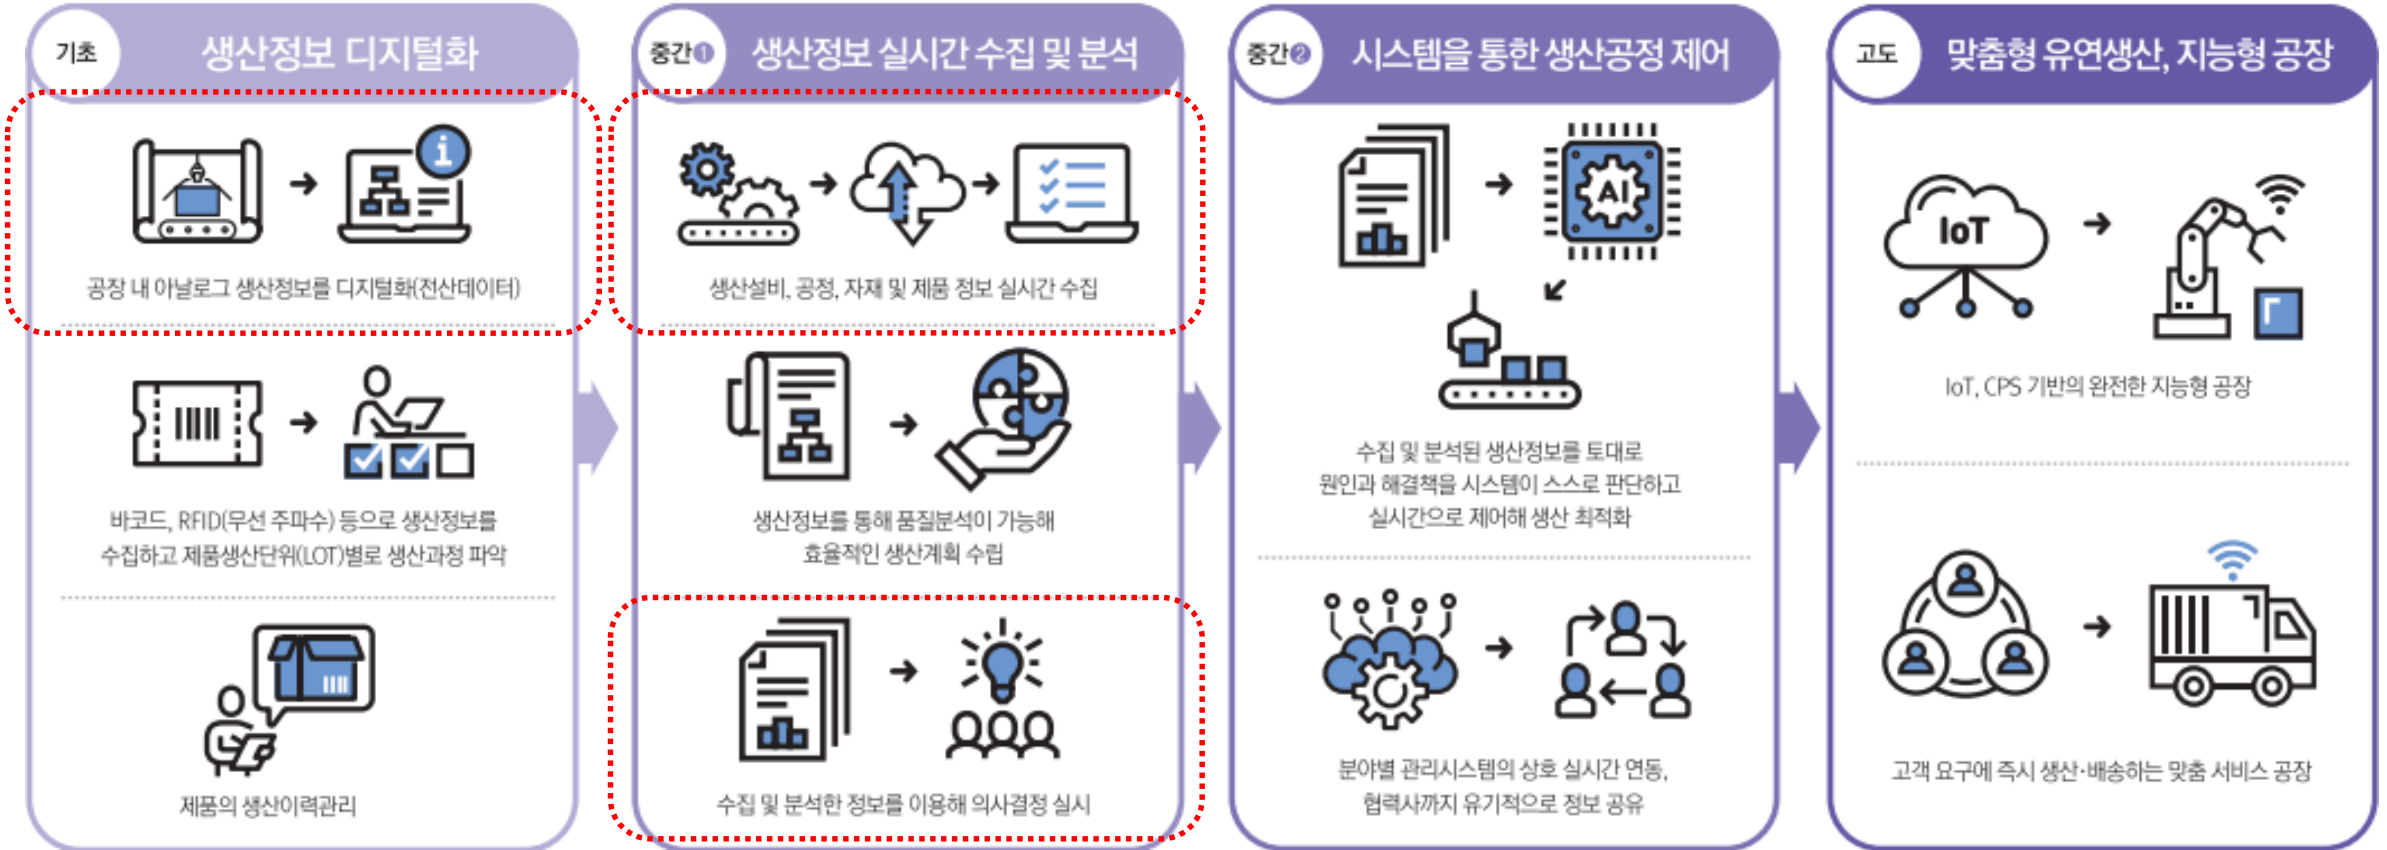 기초
생산정보 디지털화
공장 내 아날로그 생산정보를 디지털화(전산데이터)
바코드, RFID(무선 주파수) 등으로 생산정보를
수집하고 제품생산단위(LOT)별로 생산과정 파악
제품의 생산이력관리
중간❶
생산정보 실시간 수집 및 분석
생산설비, 공정, 자재 및 제품 정보 실시간 수집
생산정보를 통해 품질분석이 가능해
효율적인 생산계획 수립
수집 및 분석한 정보를 이용해 의사결정 실시
중간❷
시스템을 통한 생산공정 제어
AI
수집 및 분석된 생산정보를 토대로
원인과 해결책을 시스템이 스스로 판단하고
실시간으로 제어해 생산 최적화
분야별 관리시스템의 상호 실시간 연동,
협력사까지 유기적으로 정보 공유
고도
맞춤형 유연생산, 지능형 공장
IoT
IoT, CPS 기반의 완전한 지능형 공장
고객 요구에 즉시 생산·배송하는 맞춤 서비스 공장